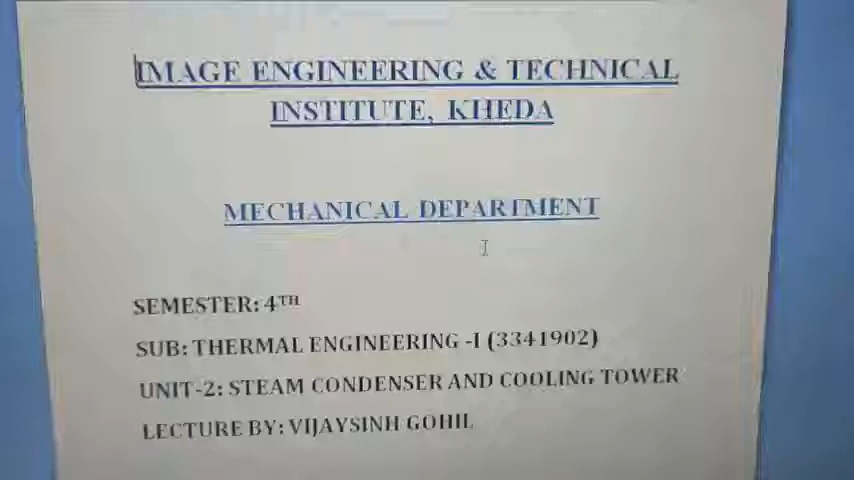 IMAGE ENGINEERING & TECHNICAL
INSTITUTE, KHEDA
MECHANICAL DEPARTMENT
SEMESTER: 4TH
SUB: THERMAL ENGINEERING -I (3341902)
UNIT-2: STEAM CONDENSER AND COOLING TOWER
LECTURE BY: VIJAYSINH GOHIL